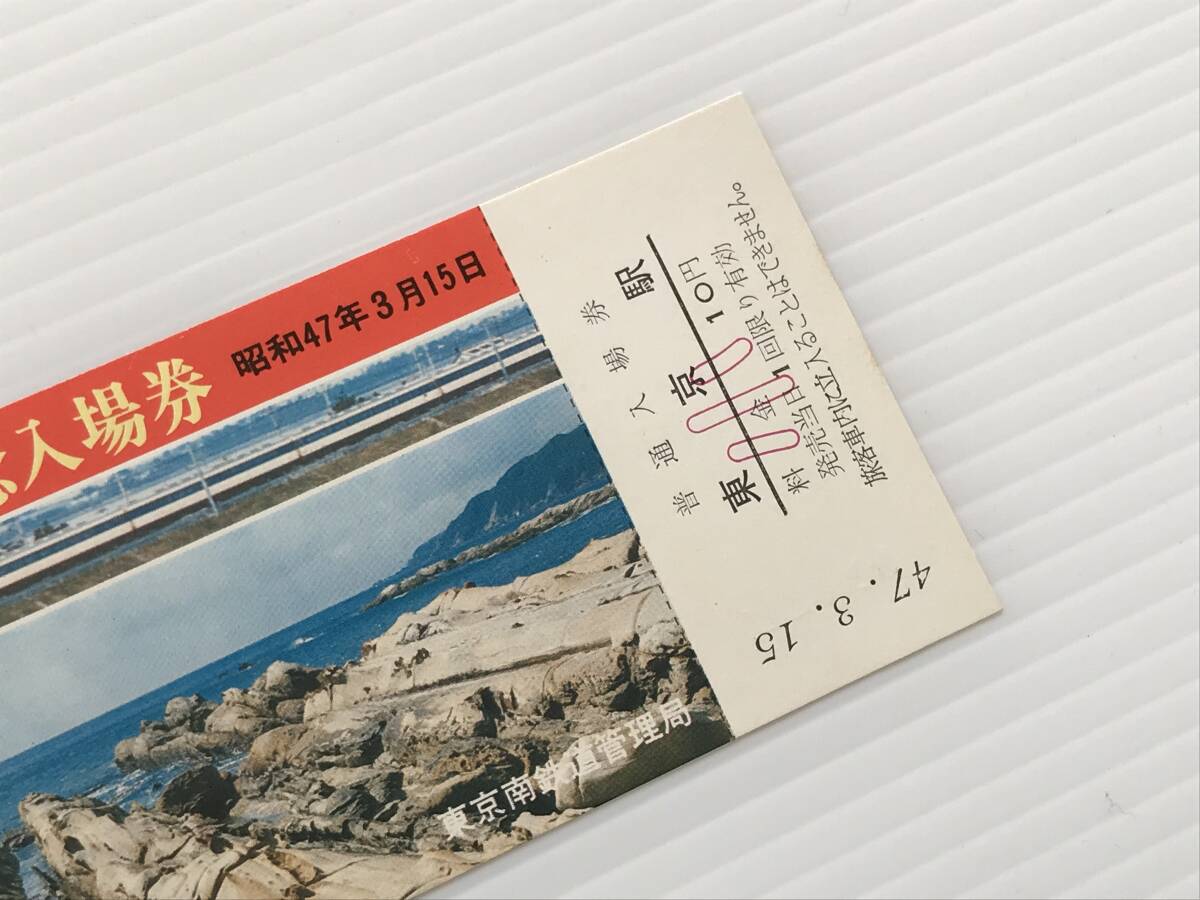 入場券
昭和47年3月15日
東京南鉄道管理局
普通入場券
東京駅
料金10円
発売当日1回限り有効
旅客車内に立入ることはできません。
47.3.15